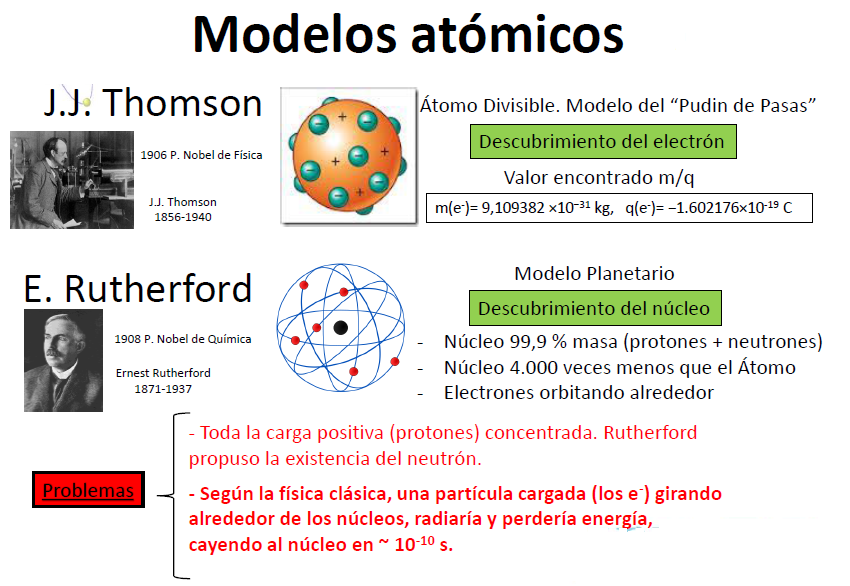 Modelos atómicos
J.J. Thomson
1906 P. Nobel de Física
J.J. Thomson
1856-1940
Átomo Divisible. Modelo del “Pudin de Pasas”
Descubrimiento del electrón
Valor encontrado m/q
m(e-)= 9,109382 ×10–31 kg, q(e-)= –1.602176×10-19 C
E. Rutherford
1908 P. Nobel de Química
Ernest Rutherford
1871-1937
Modelo Planetario
Descubrimiento del núcleo
- Núcleo 99,9 % masa (protones + neutrones)
- Núcleo 4.000 veces menos que el Átomo
- Electrones orbitando alrededor
Problemas
- Toda la carga positiva (protones) concentrada. Rutherford
propuso la existencia del neutrón.
- Según la física clásica, una partícula cargada (los e-) girando
alrededor de los núcleos, radiaría y perdería energía,
cayendo al núcleo en ~ 10-10 s.